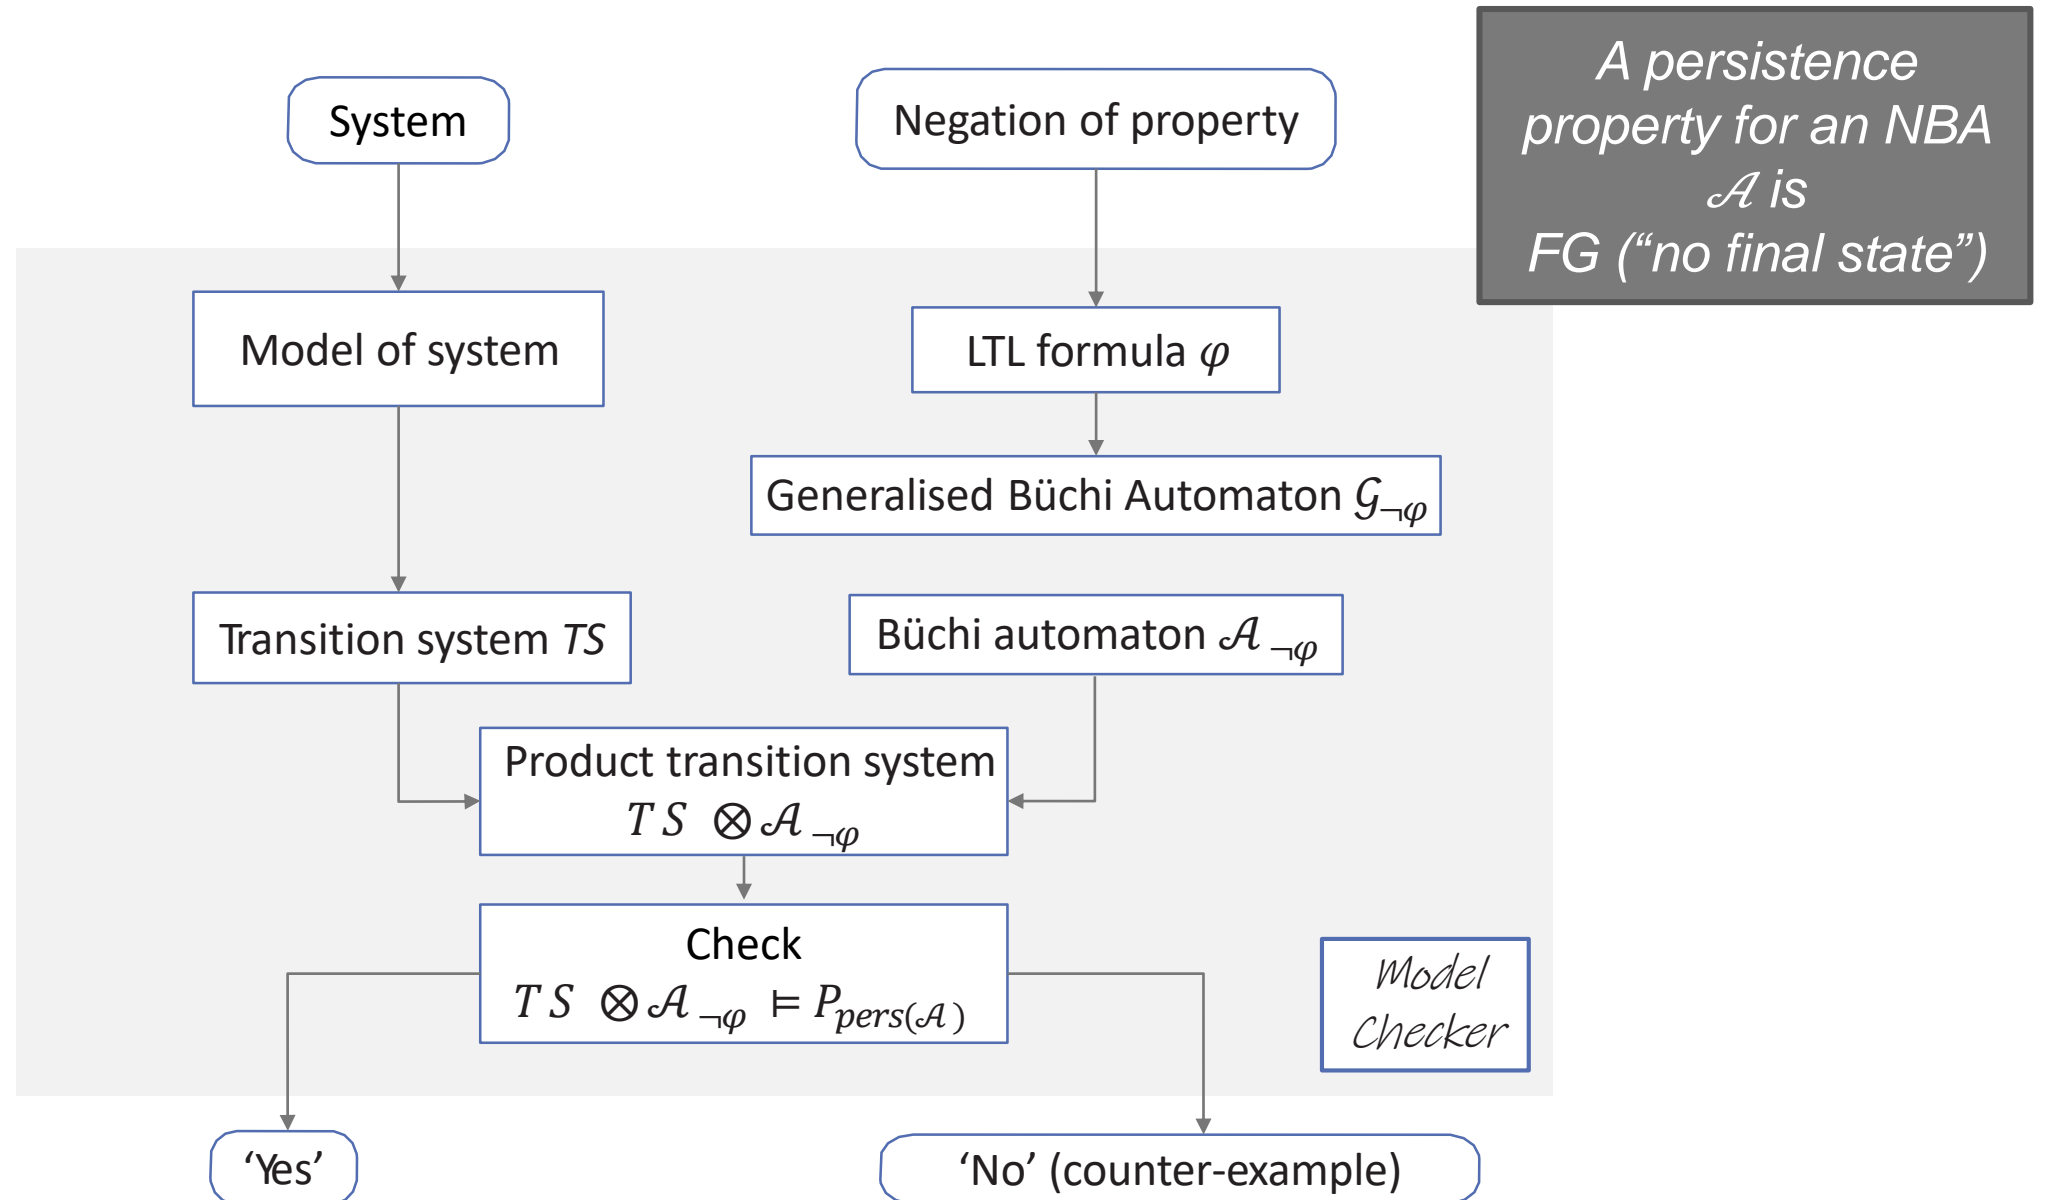 System
Negation of property
A persistence
property for an NBA
𝒜 is
FG (“no final state”)
Model of system
LTL formula φ
Generalised Büchi Automaton 𝒢¬φ
Transition system TS
Büchi automaton 𝒜 ¬φ
Product transition system
T S ⊗ 𝒜 ¬φ
Check
T S ⊗ 𝒜 ¬φ ⊨ Ppers(𝒜)
Model
Checker
‘Yes’
‘No’ (counter-example)